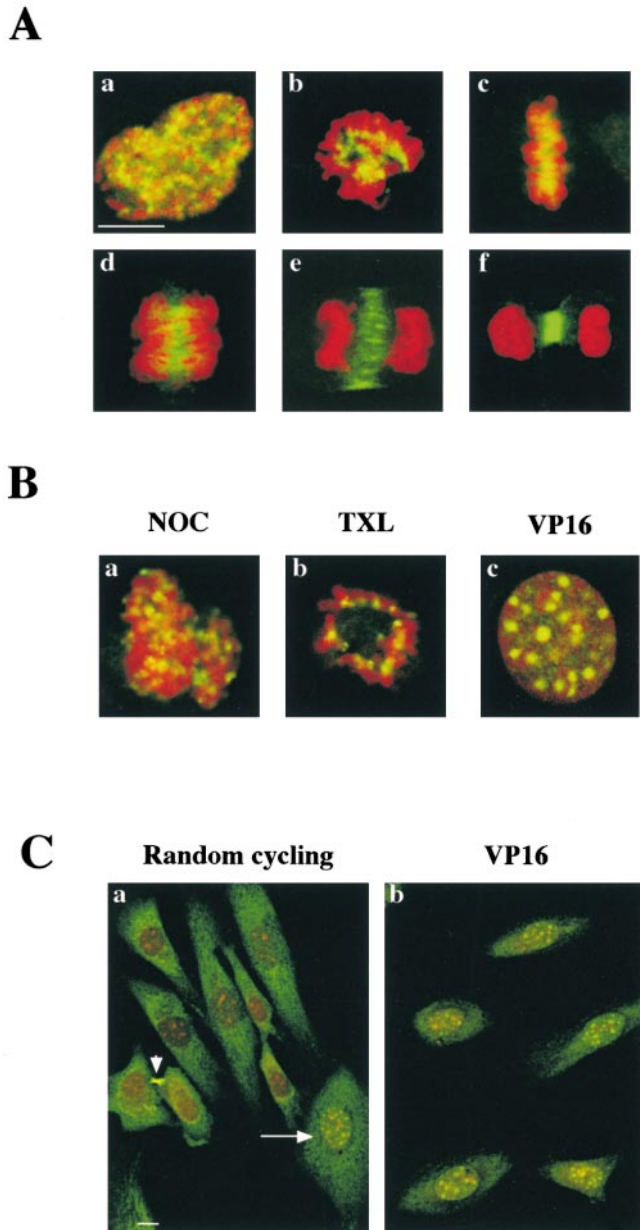 A
a b c
d e f
B
NOC TXL VP16
a b c
C
Random cycling VP16
a b